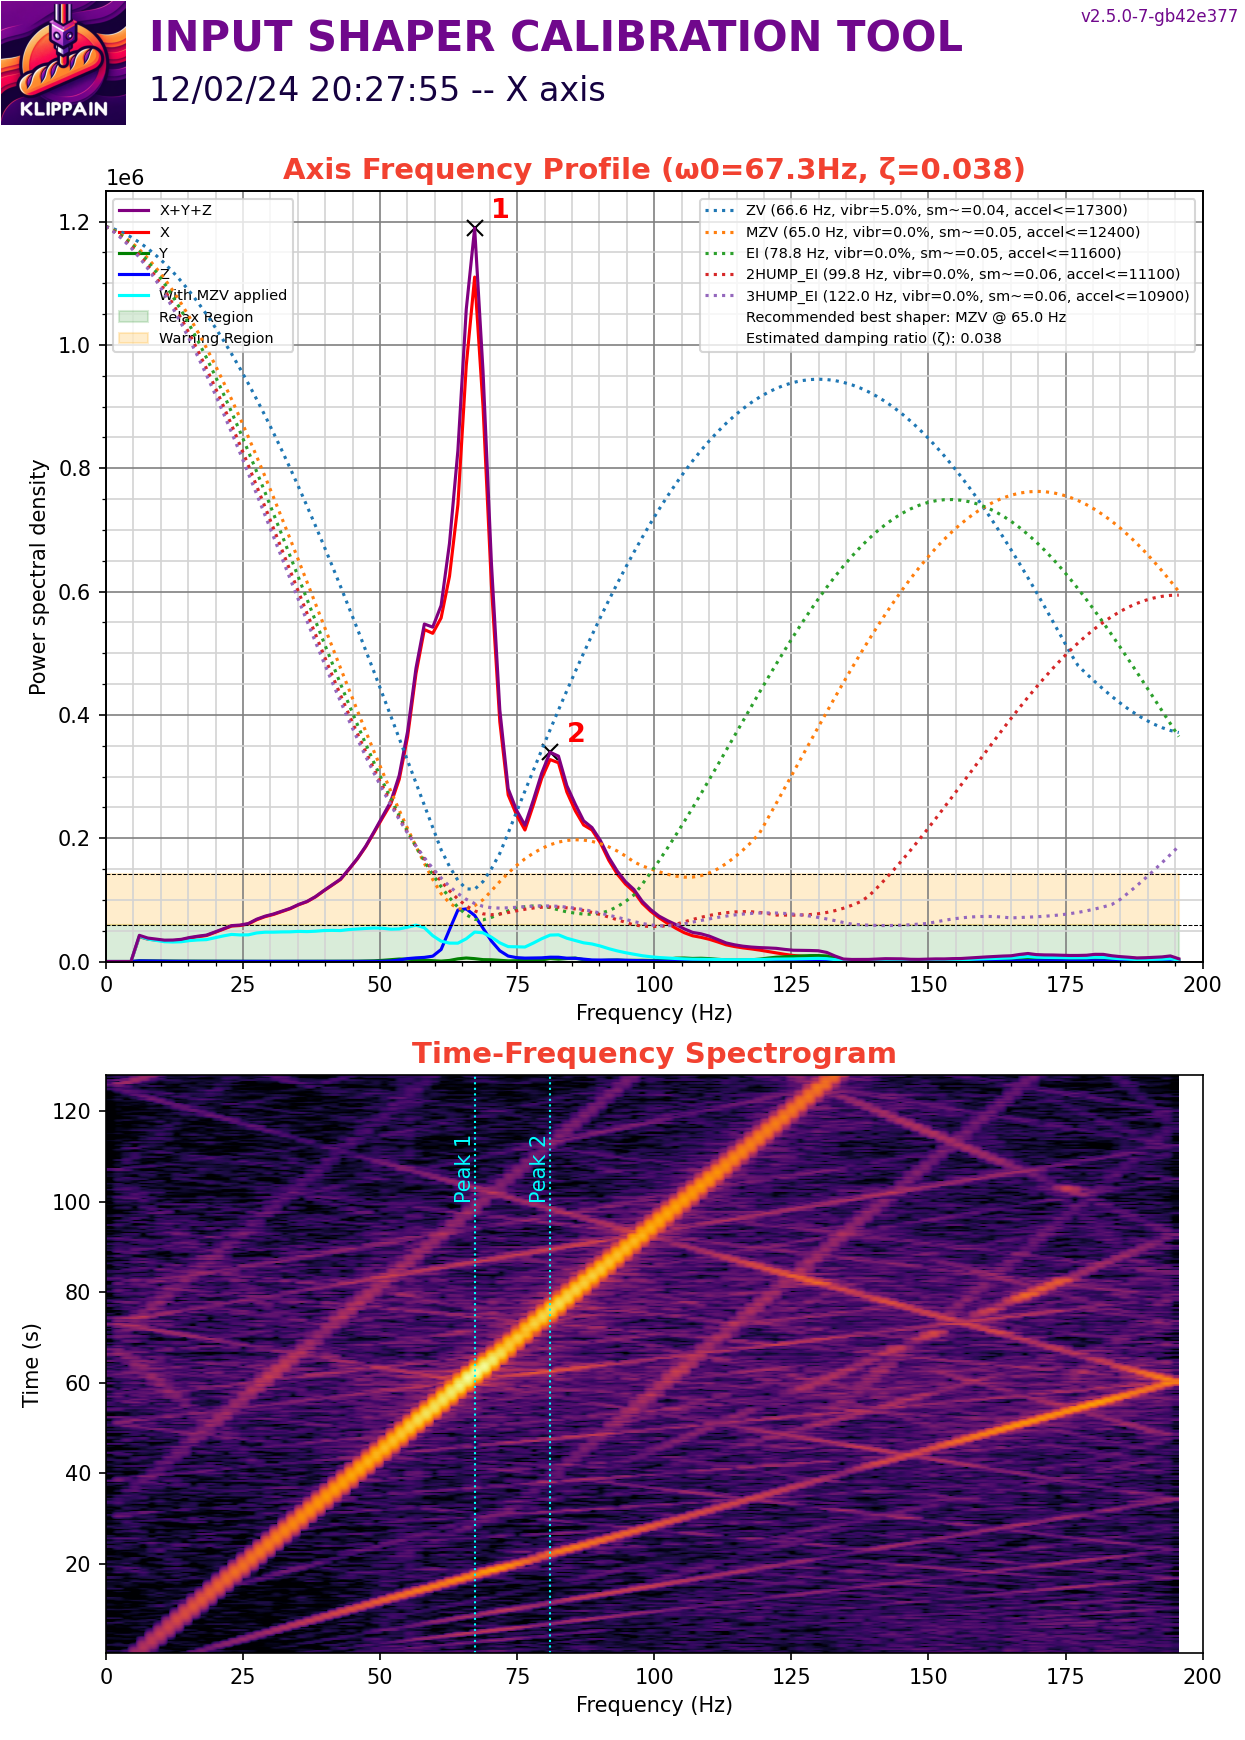 v2.5.0-7-gb42e377
INPUT SHAPER CALIBRATION TOOL
12/02/24 20:27:55 -- X axis
KLIPPAIN
Axis Frequency Profile (ω0=67.3Hz, ζ=0.038)
1e6
X+Y+Z
X
Y
Z
With MZV applied
Relax Region
Warning Region
ZV (66.6 Hz, vibr=5.0%, sm~=0.04, accel<=17300)
MZV (65.0 Hz, vibr=0.0%, sm~=0.05, accel<=12400)
EI (78.8 Hz, vibr=0.0%, sm~=0.05, accel<=11600)
2HUMP_EI (99.8 Hz, vibr=0.0%, sm~=0.06, accel<=11100)
3HUMP_EI (122.0 Hz, vibr=0.0%, sm~=0.06, accel<=10900)
Recommended best shaper: MZV @ 65.0 Hz
Estimated damping ratio (ζ): 0.038
1
2
Power spectral density
1.2
1.0
0.8
0.6
0.4
0.2
0.0
0 25 50 75 100 125 150 175 200
Frequency (Hz)
Time-Frequency Spectrogram
Peak 1
Peak 2
Time (s)
120
100
80
60
40
20
0 25 50 75 100 125 150 175 200
Frequency (Hz)